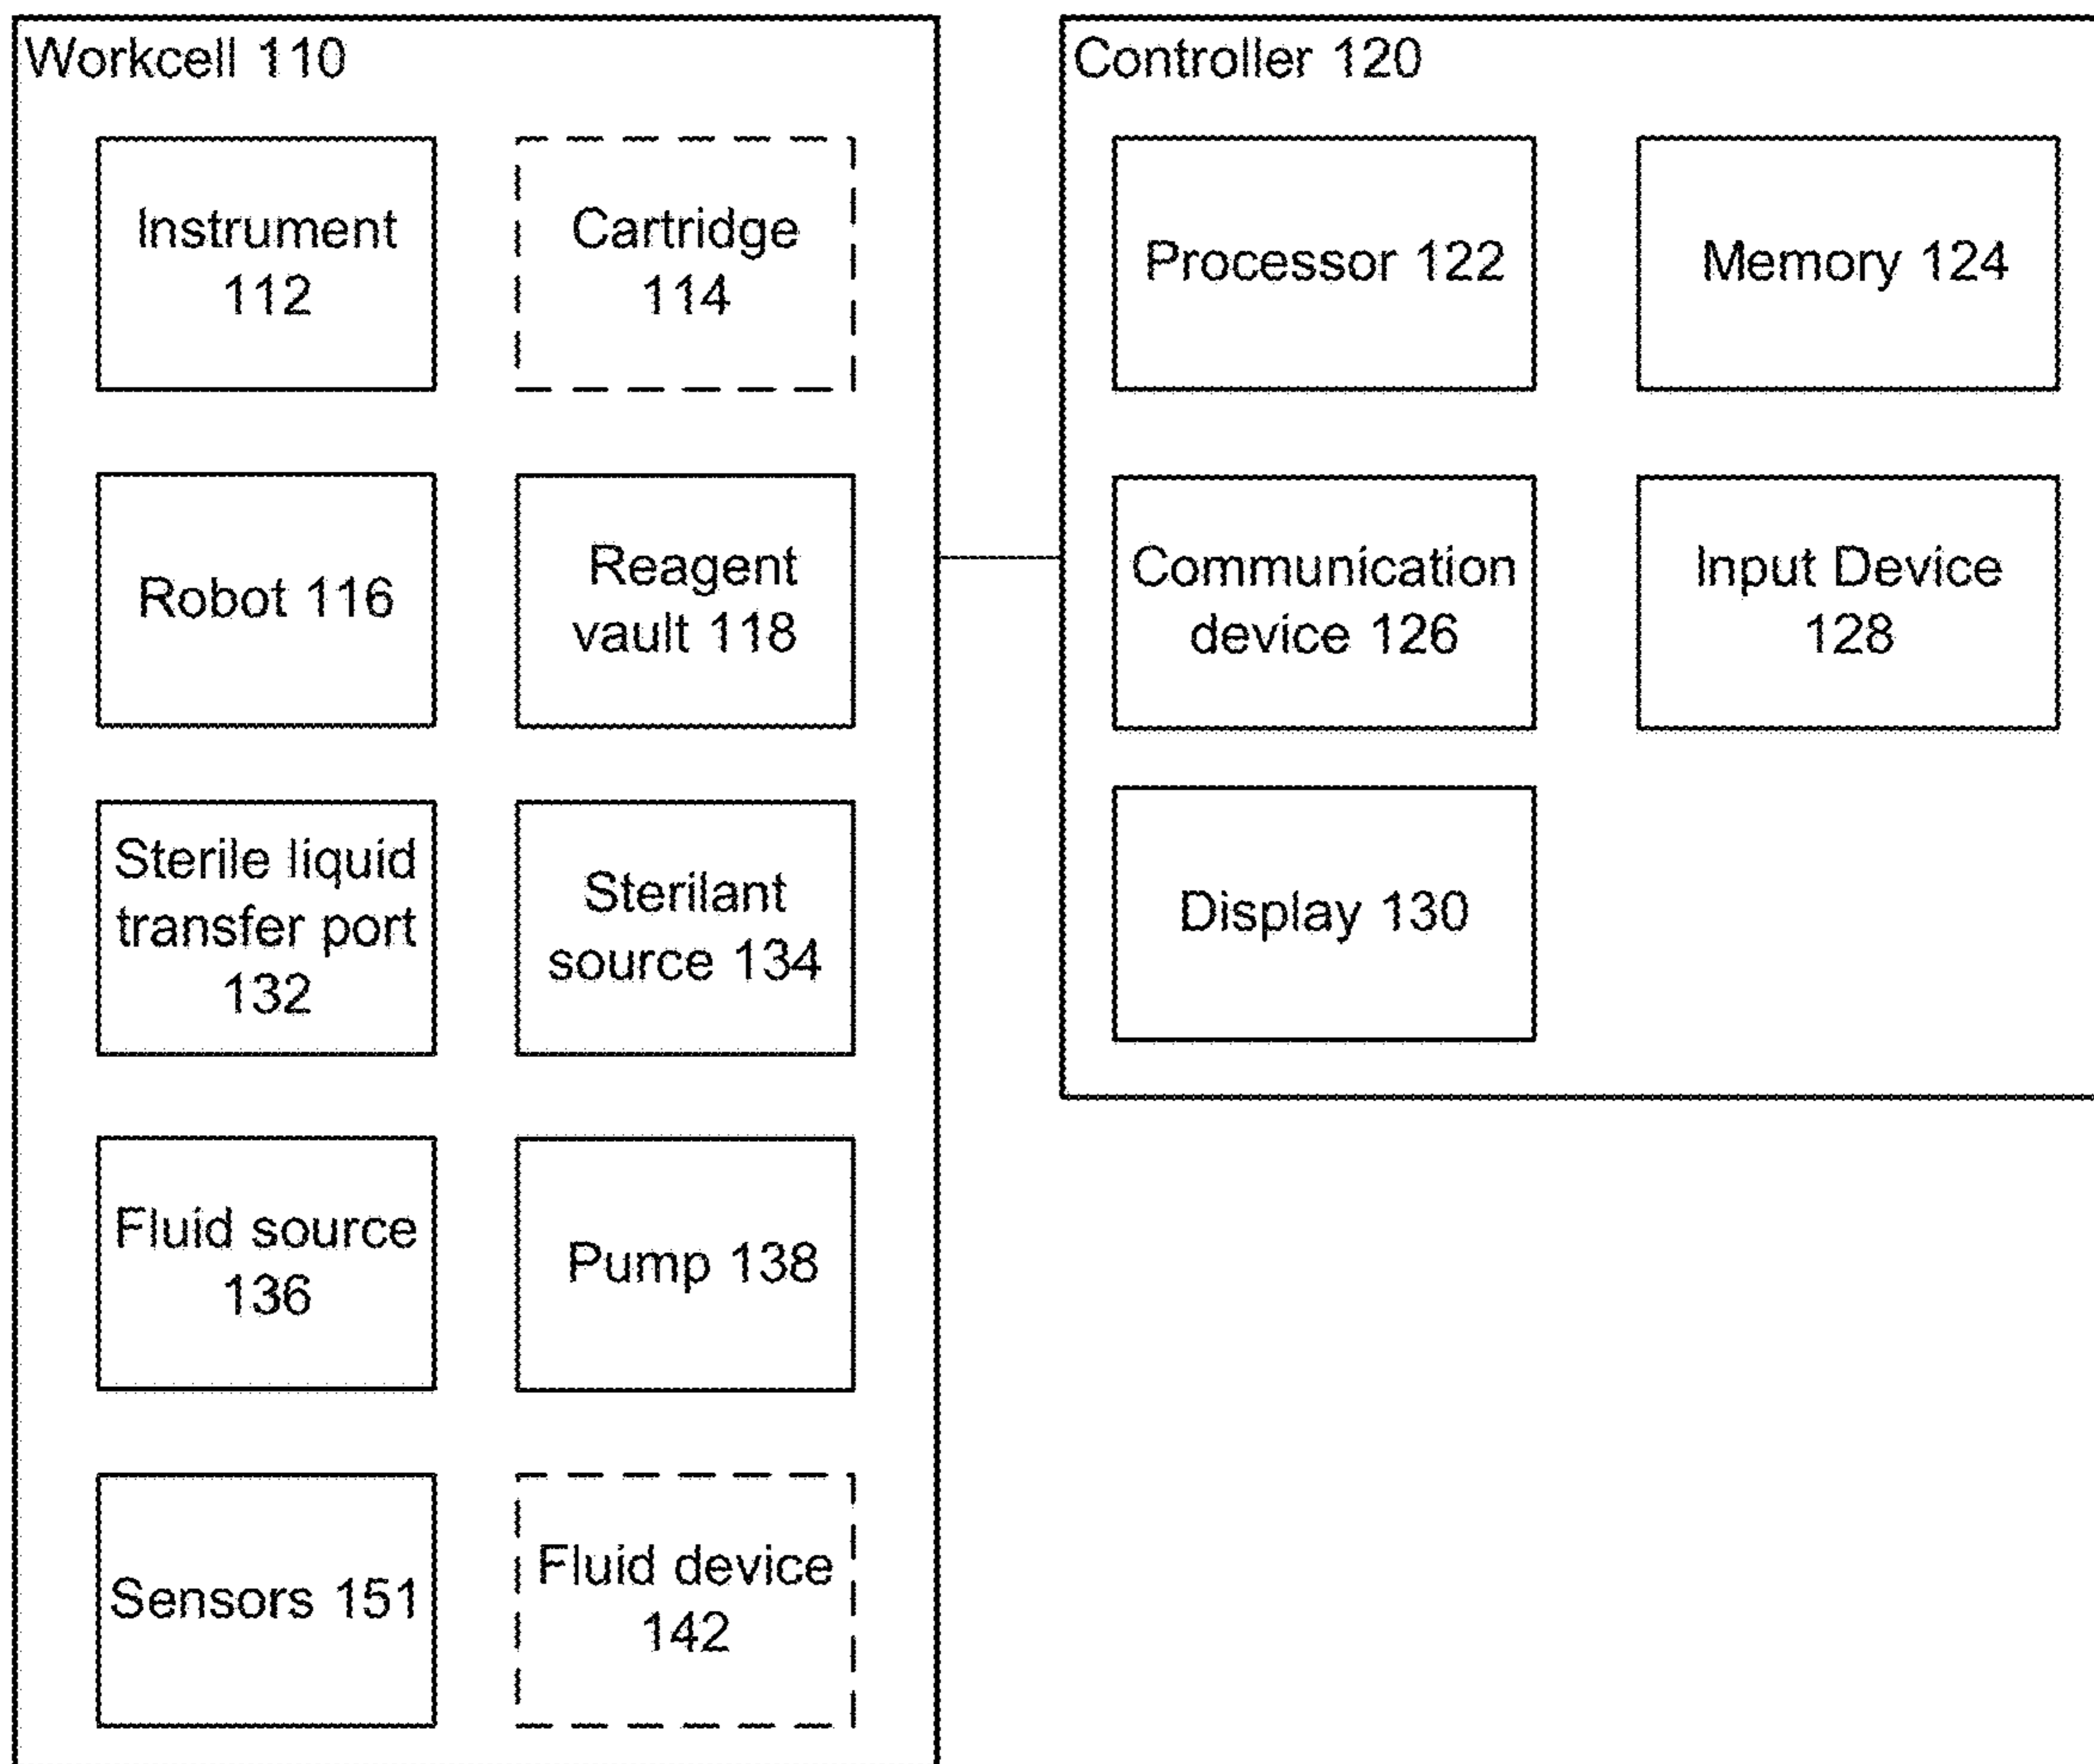 Workcell 110
Instrument
112
Cartridge
114
Robot 116
Reagent
vault 118
Sterile liquid
transfer port
132
Sterilant
source 134
Fluid source
136
Pump 138
Sensors 151
Fluid device
142
Controller 120
Processor 122
Memory 124
Communication
device 126
Input Device
128
Display 130